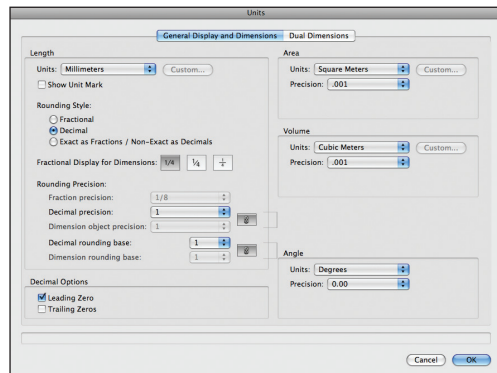 Units
General Display and Dimensions Dual Dimensions
Length
Units: Millimeters Custom...
Show Unit Mark
Rounding Style:
Fractional
Decimal
Exact as Fractions / Non-Exact as Decimals
Fractional Display for Dimensions: 1/4 ¼
Rounding Precision:
Fraction precision: 1/8
Decimal precision: 1
Dimension object precision: 1
Decimal rounding base: 1
Dimension rounding base: 1
Decimal Options
Leading Zero
Trailing Zeros
Area
Units: Square Meters Custom...
Precision: .001
Volume
Units: Cubic Meters Custom...
Precision: .001
Angle
Units: Degrees
Precision: 0.00
Cancel OK